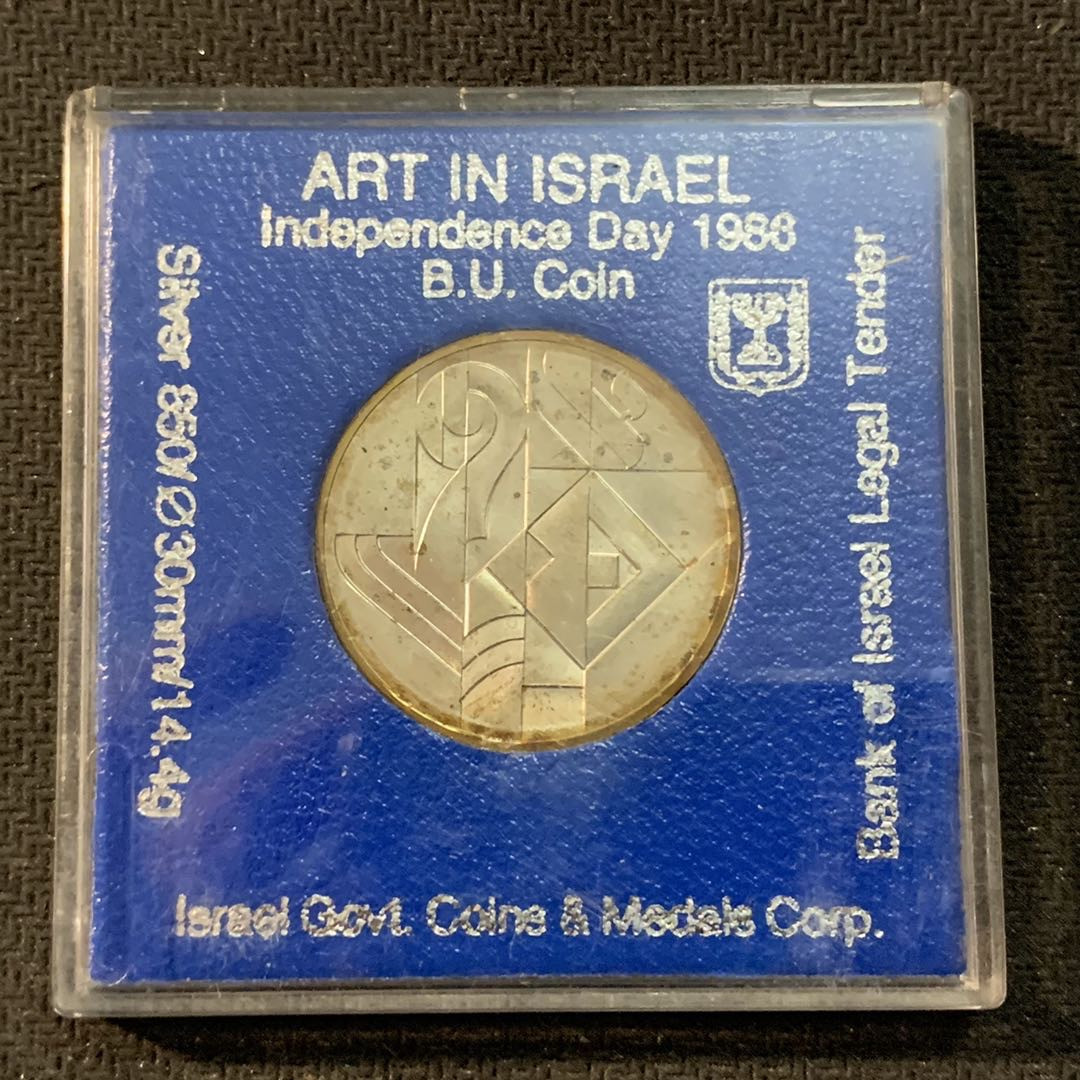 ART IN ISRAEL
Independence Day 1986
B.U. Coin
Silver 850/Ø30mm/14.4g
Bank of Israel Legal Tender
Israel Govt. Coins & Medals Corp.